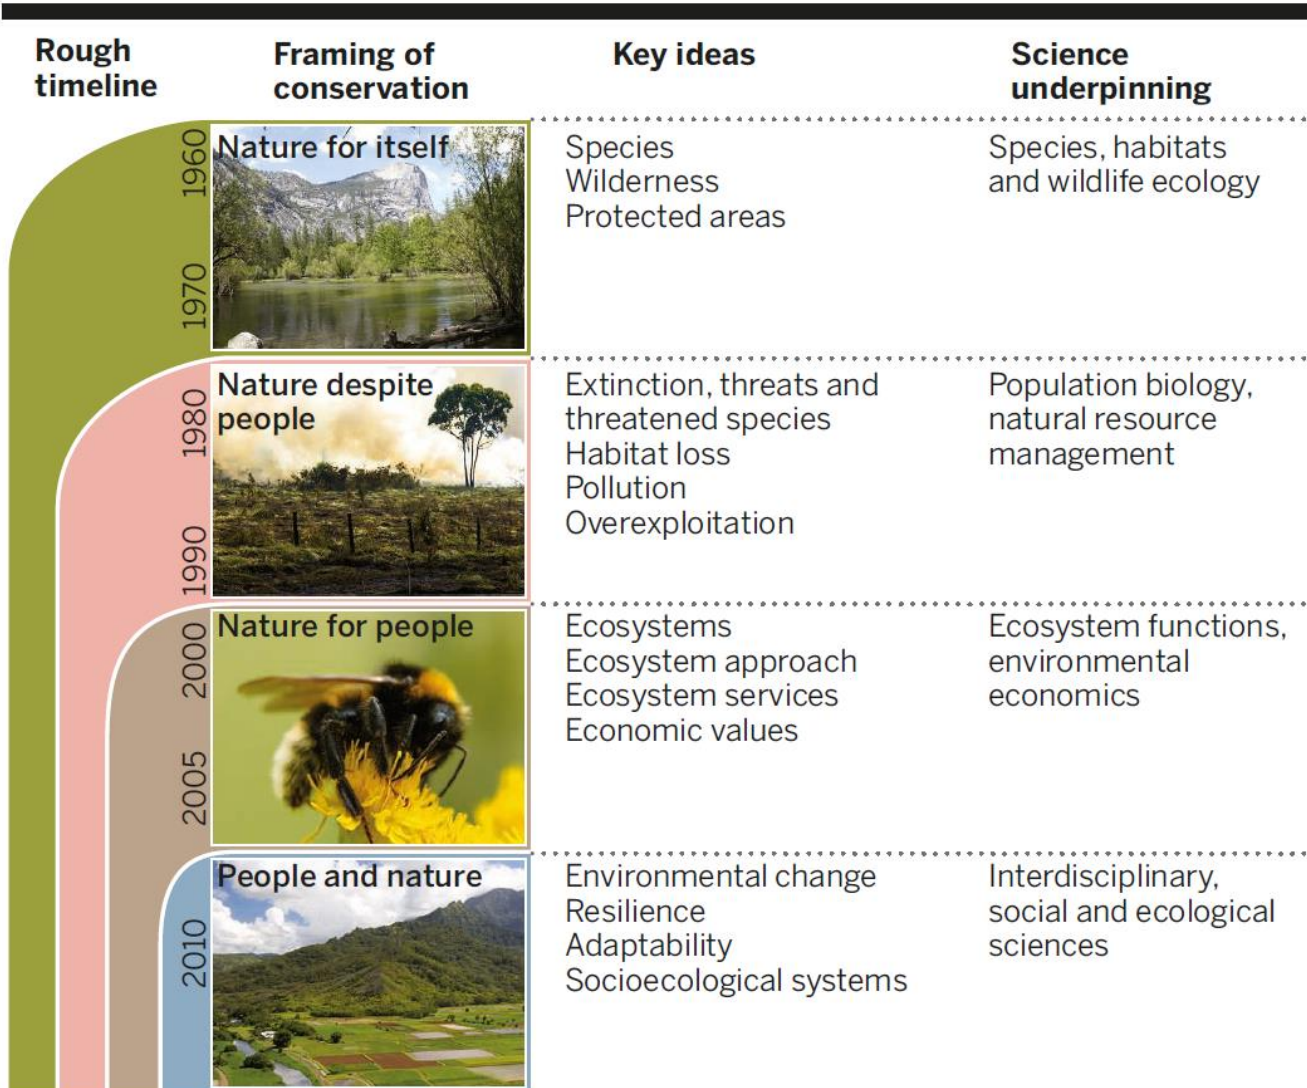 Rough
timeline
Framing of
conservation
Key ideas
Science
underpinning
1960
1970
Nature for itself
Species
Wilderness
Protected areas
Species, habitats
and wildlife ecology
1980
1990
Nature despite
people
Extinction, threats and
threatened species
Habitat loss
Pollution
Overexploitation
Population biology,
natural resource
management
2000
2005
Nature for people
Ecosystems
Ecosystem approach
Ecosystem services
Economic values
Ecosystem functions,
environmental
economics
2010
People and nature
Environmental change
Resilience
Adaptability
Socioecological systems
Interdisciplinary,
social and ecological
sciences